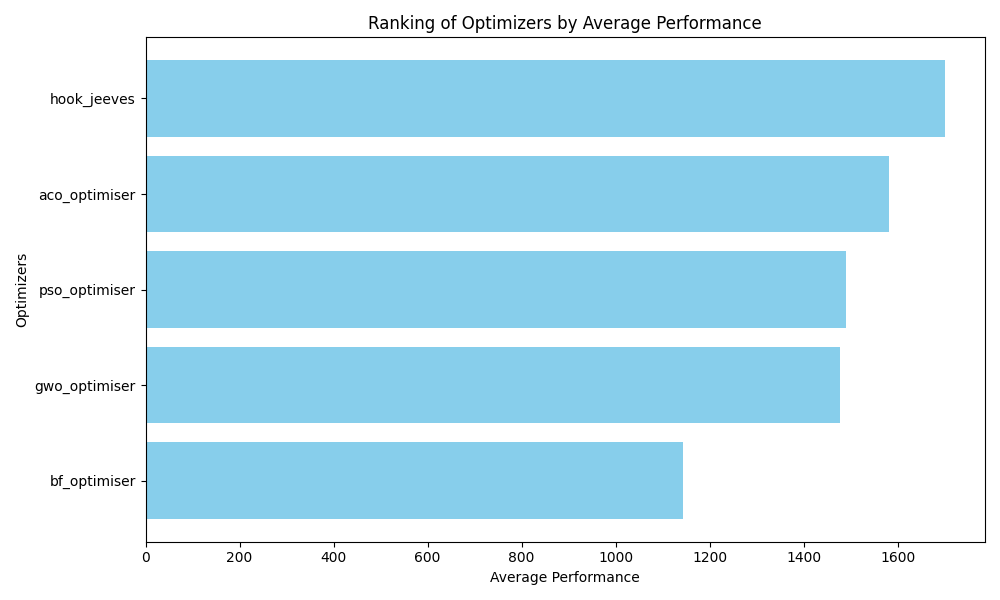 Ranking of Optimizers by Average Performance
Optimizers
hook_jeeves
aco_optimiser
pso_optimiser
gwo_optimiser
bf_optimiser
0 200 400 600 800 1000 1200 1400 1600
Average Performance